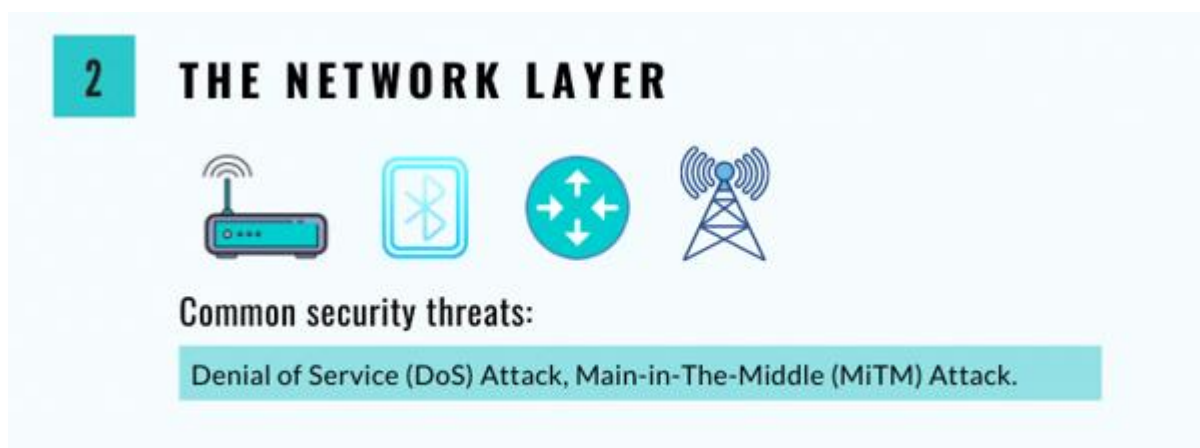 2 THE NETWORK LAYER
Common security threats:
Denial of Service (DoS) Attack, Main-in-The-Middle (MiTM) Attack.